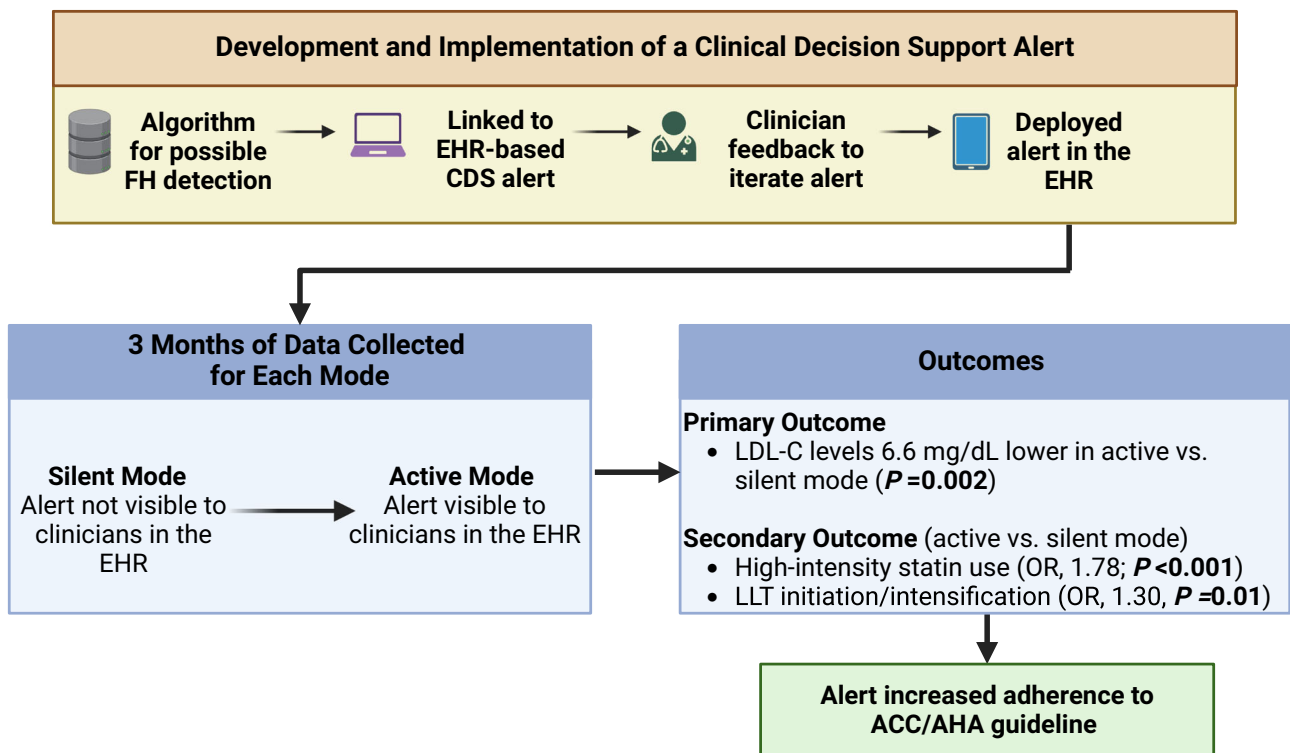 Development and Implementation of a Clinical Decision Support Alert
Algorithm
for possible
FH detection
Linked to
EHR-based
CDS alert
Clinician
feedback to
iterate alert
Deployed
alert in the
EHR
3 Months of Data Collected
for Each Mode
Silent Mode
Alert not visible to
clinicians in the
EHR
Active Mode
Alert visible to
clinicians in the EHR
Outcomes
Primary Outcome
• LDL-C levels 6.6 mg/dL lower in active vs.
silent mode (P =0.002)
Secondary Outcome (active vs. silent mode)
• High-intensity statin use (OR, 1.78; P <0.001)
• LLT initiation/intensification (OR, 1.30, P =0.01)
Alert increased adherence to
ACC/AHA guideline